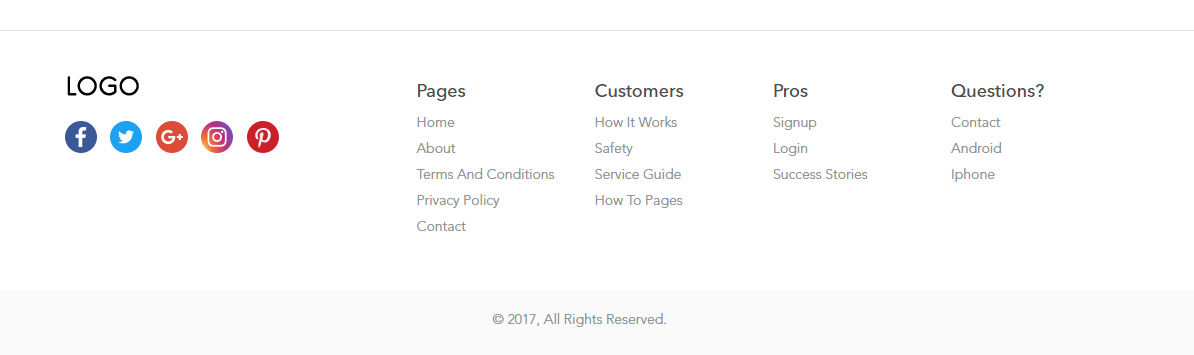 LOGO
Pages
Home
About
Terms And Conditions
Privacy Policy
Contact
Customers
How It Works
Safety
Service Guide
How To Pages
Pros
Signup
Login
Success Stories
Questions?
Contact
Android
Iphone
© 2017, All Rights Reserved.